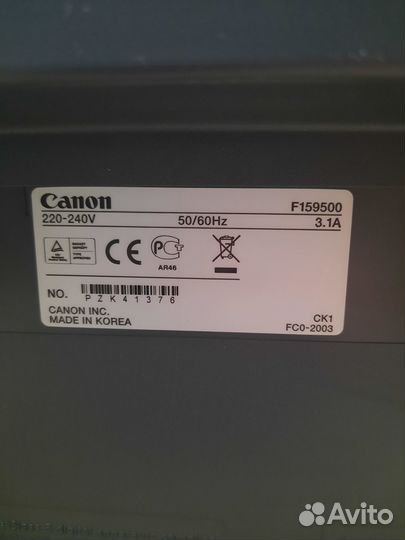 Canon F159500
220-240V 50/60Hz 3.1A
AR46
NO. PZK41376
CANON INC.
MADE IN KOREA
CK1
FC0-2003
Avito